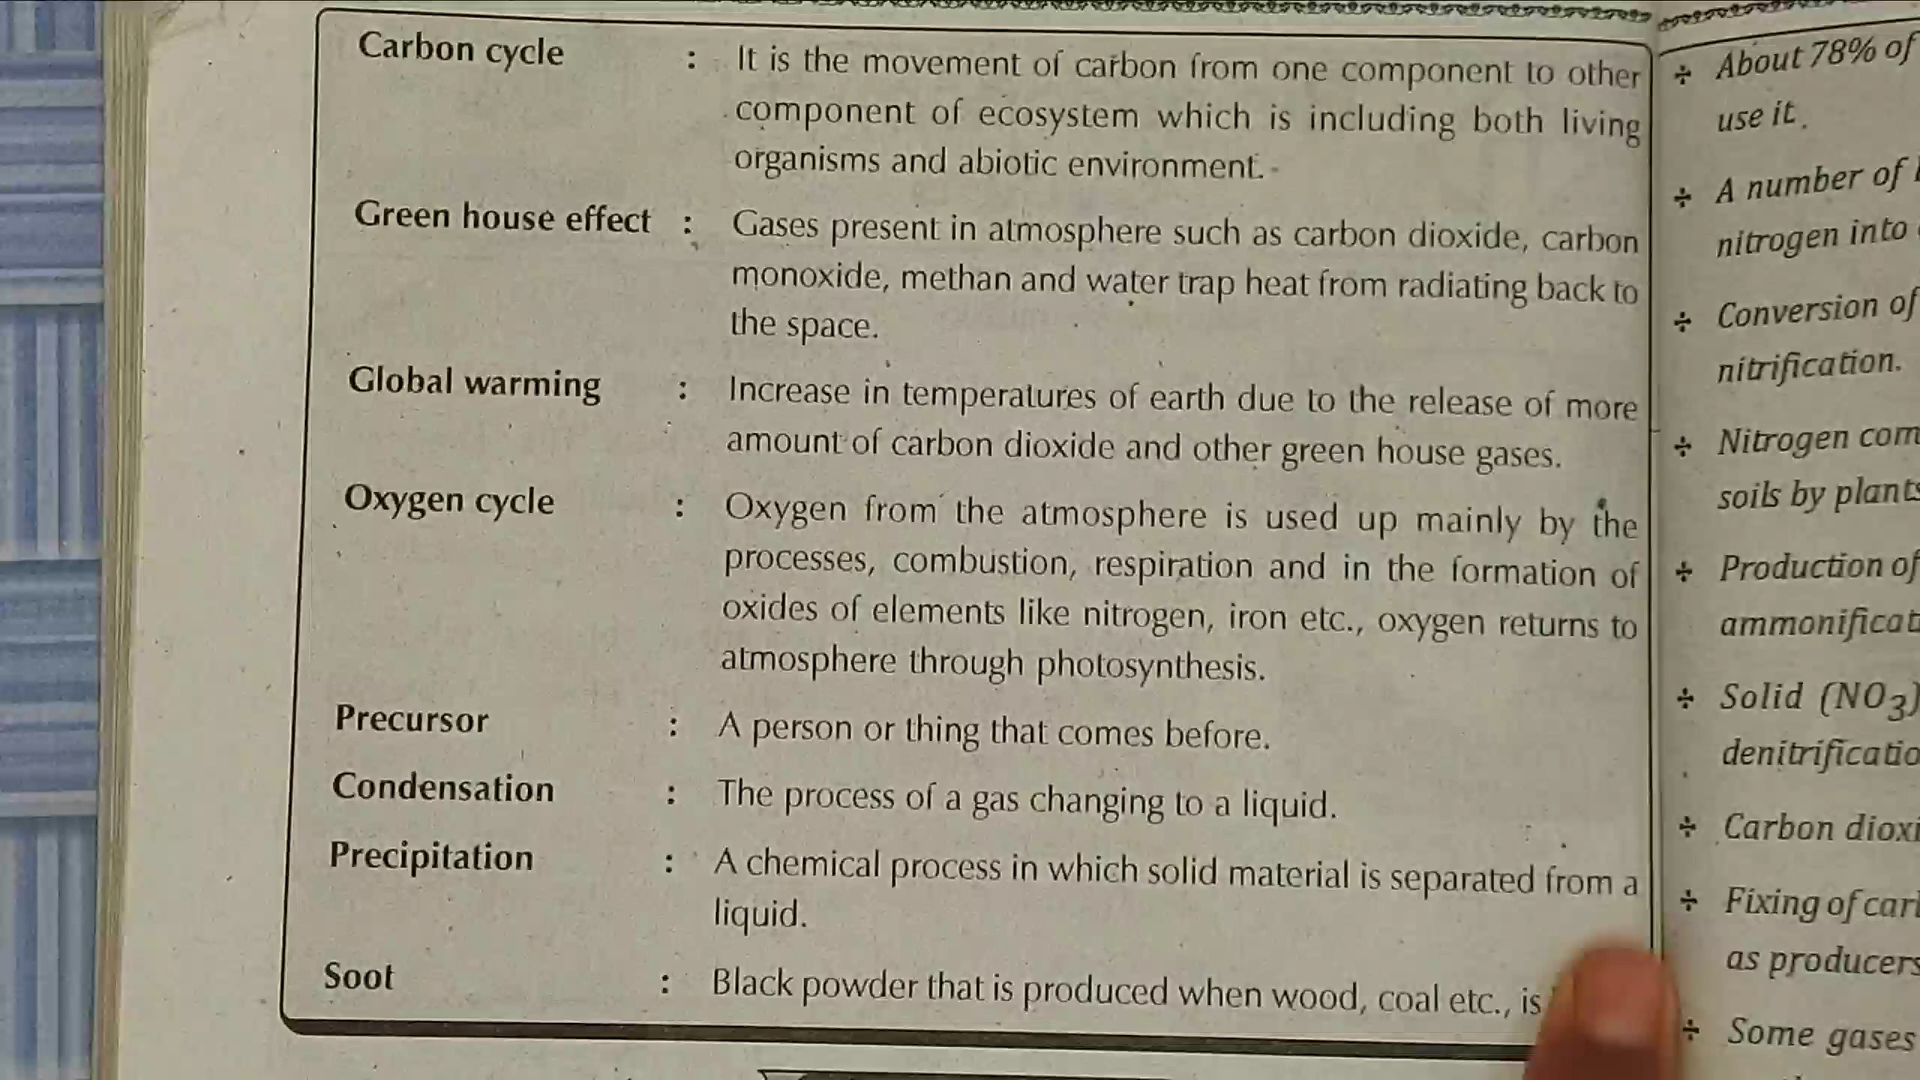 Carbon cycle : It is the movement of carbon from one component to other
component of ecosystem which is including both living
organisms and abiotic environment.
Green house effect : Gases present in atmosphere such as carbon dioxide, carbon
monoxide, methan and water trap heat from radiating back to
the space.
Global warming : Increase in temperatures of earth due to the release of more
amount of carbon dioxide and other green house gases.
Oxygen cycle : Oxygen from the atmosphere is used up mainly by the
processes, combustion, respiration and in the formation of
oxides of elements like nitrogen, iron etc., oxygen returns to
atmosphere through photosynthesis.
Precursor : A person or thing that comes before.
Condensation : The process of a gas changing to a liquid.
Precipitation : A chemical process in which solid material is separated from a
liquid.
Soot : Black powder that is produced when wood, coal etc., is
÷ About 78% of
use it.
÷ A number of
nitrogen into
÷ Conversion of
nitrification.
÷ Nitrogen
soils by plants
÷ Production of
÷ Solid (NO3)
÷ Carbon
÷ Fixing of
as producers
÷ Some gases